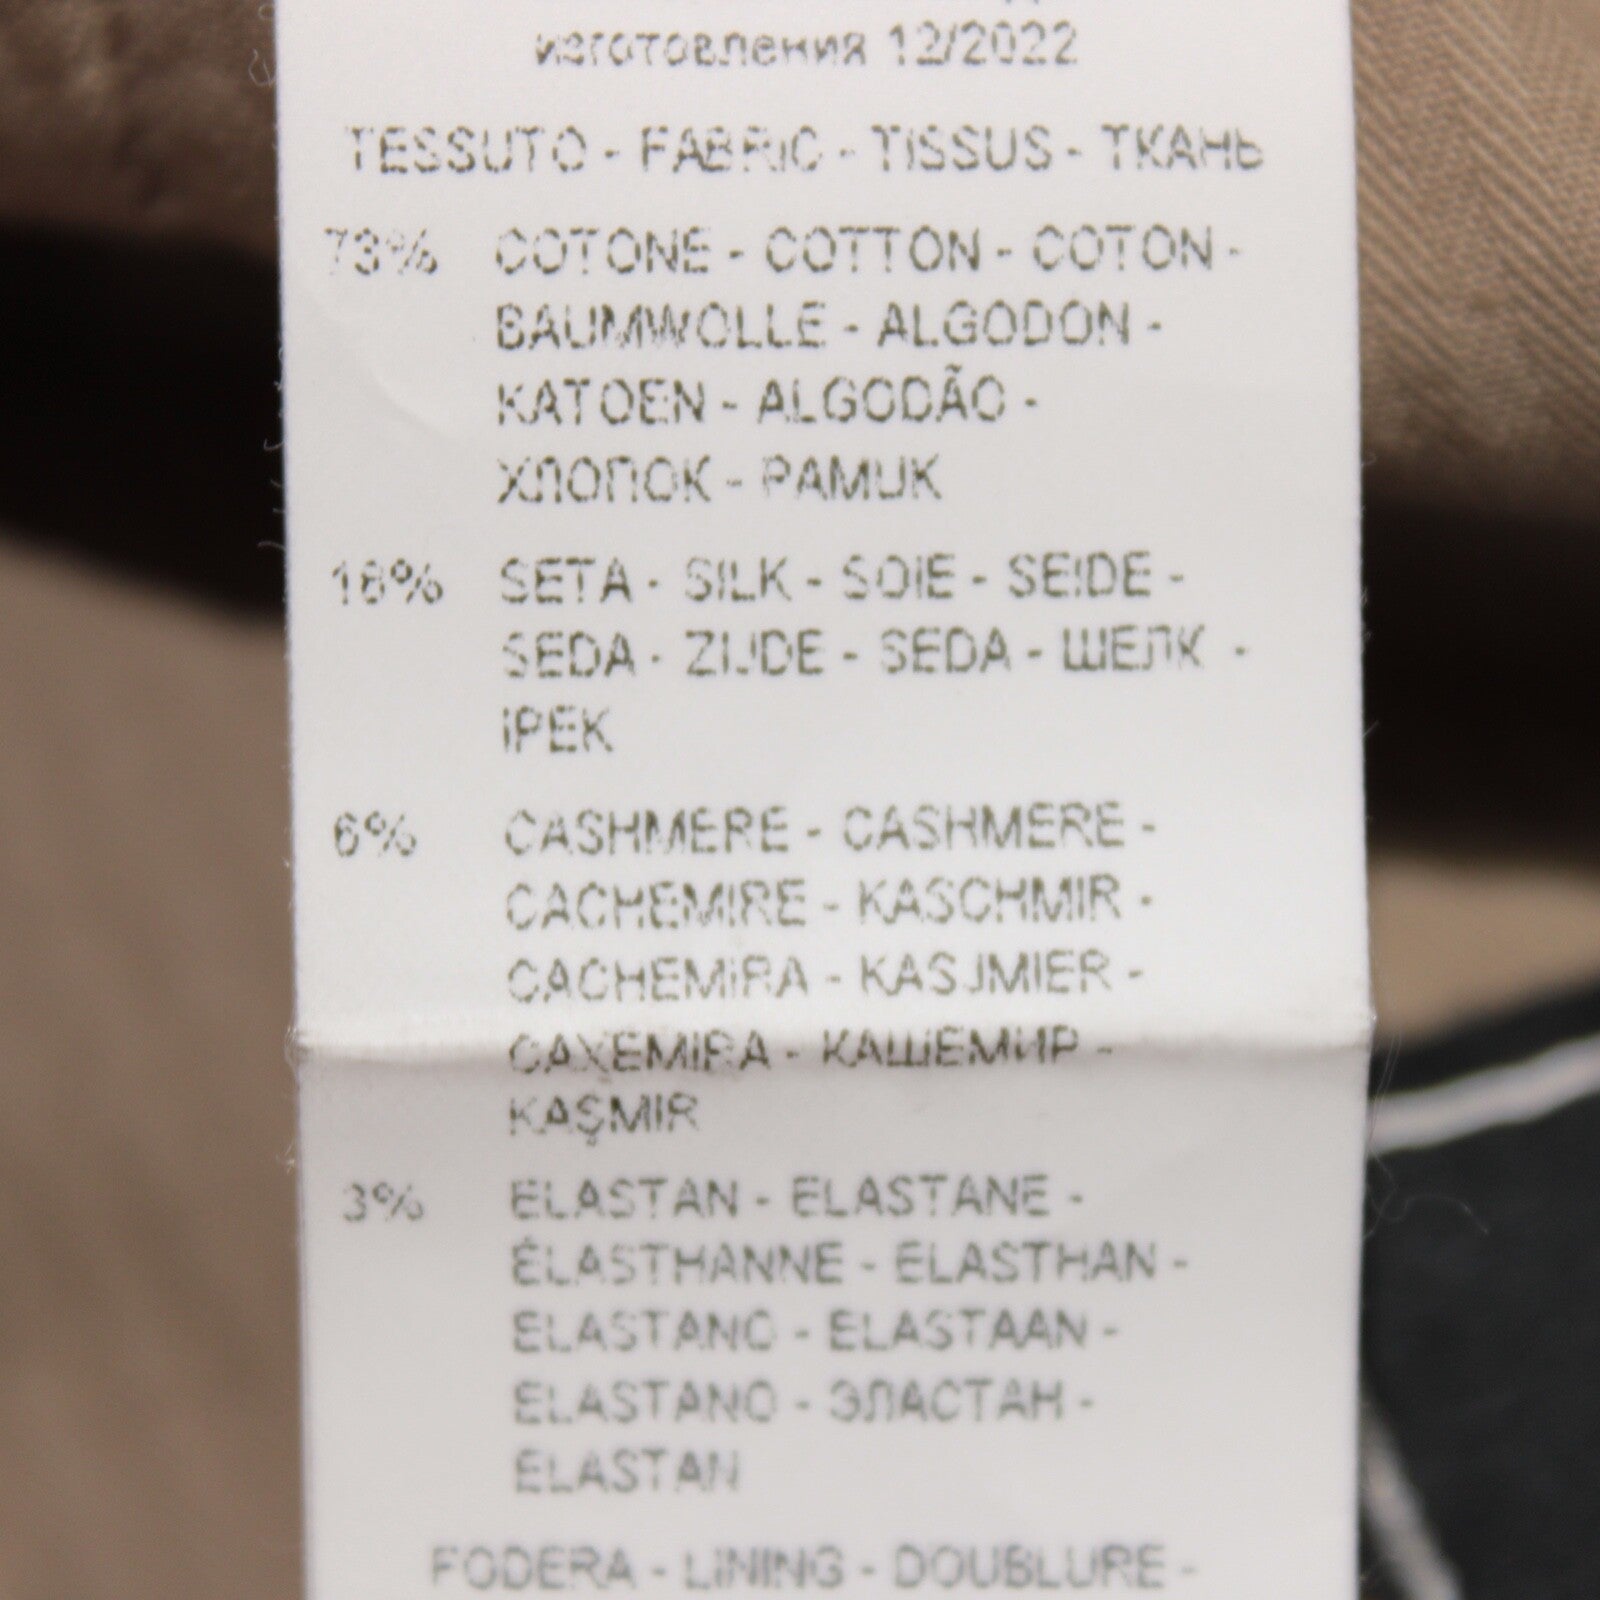 изготовления 12/2022
TESSUTO - FABRIC - TISSUS - ТКАНЬ
73% COTONE - COTTON - COTON -
BAUMWOLLE - ALGODON -
KATOEN - ALGODÃO -
ХЛОПОК - PAMUK
18% SETA - SILK - SOIE - SEIDE -
SEDA - ZIJDE - SEDA - ШЕЛК -
İPEK
6% CASHMERE - CASHMERE -
CACHEMIRE - KASCHMIR -
CACHEMIRA - KASJMIER -
CAXEMIRA - КАШЕМИР -
KAŞMIR
3% ELASTAN - ELASTANE -
ÉLASTHANNE - ELASTHAN -
ELASTANO - ELASTAAN -
ELASTANO - ЭЛАСТАН -
ELASTAN
FODERA - LINING - DOUBLURE -